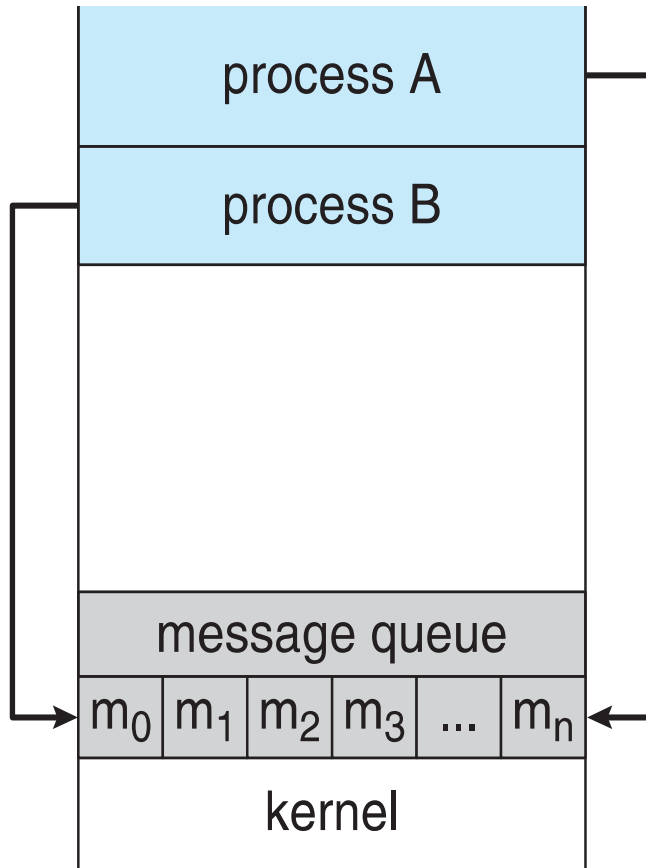 process A
process B
message queue
m₀ m₁ m₂ m₃ ... mₙ
kernel